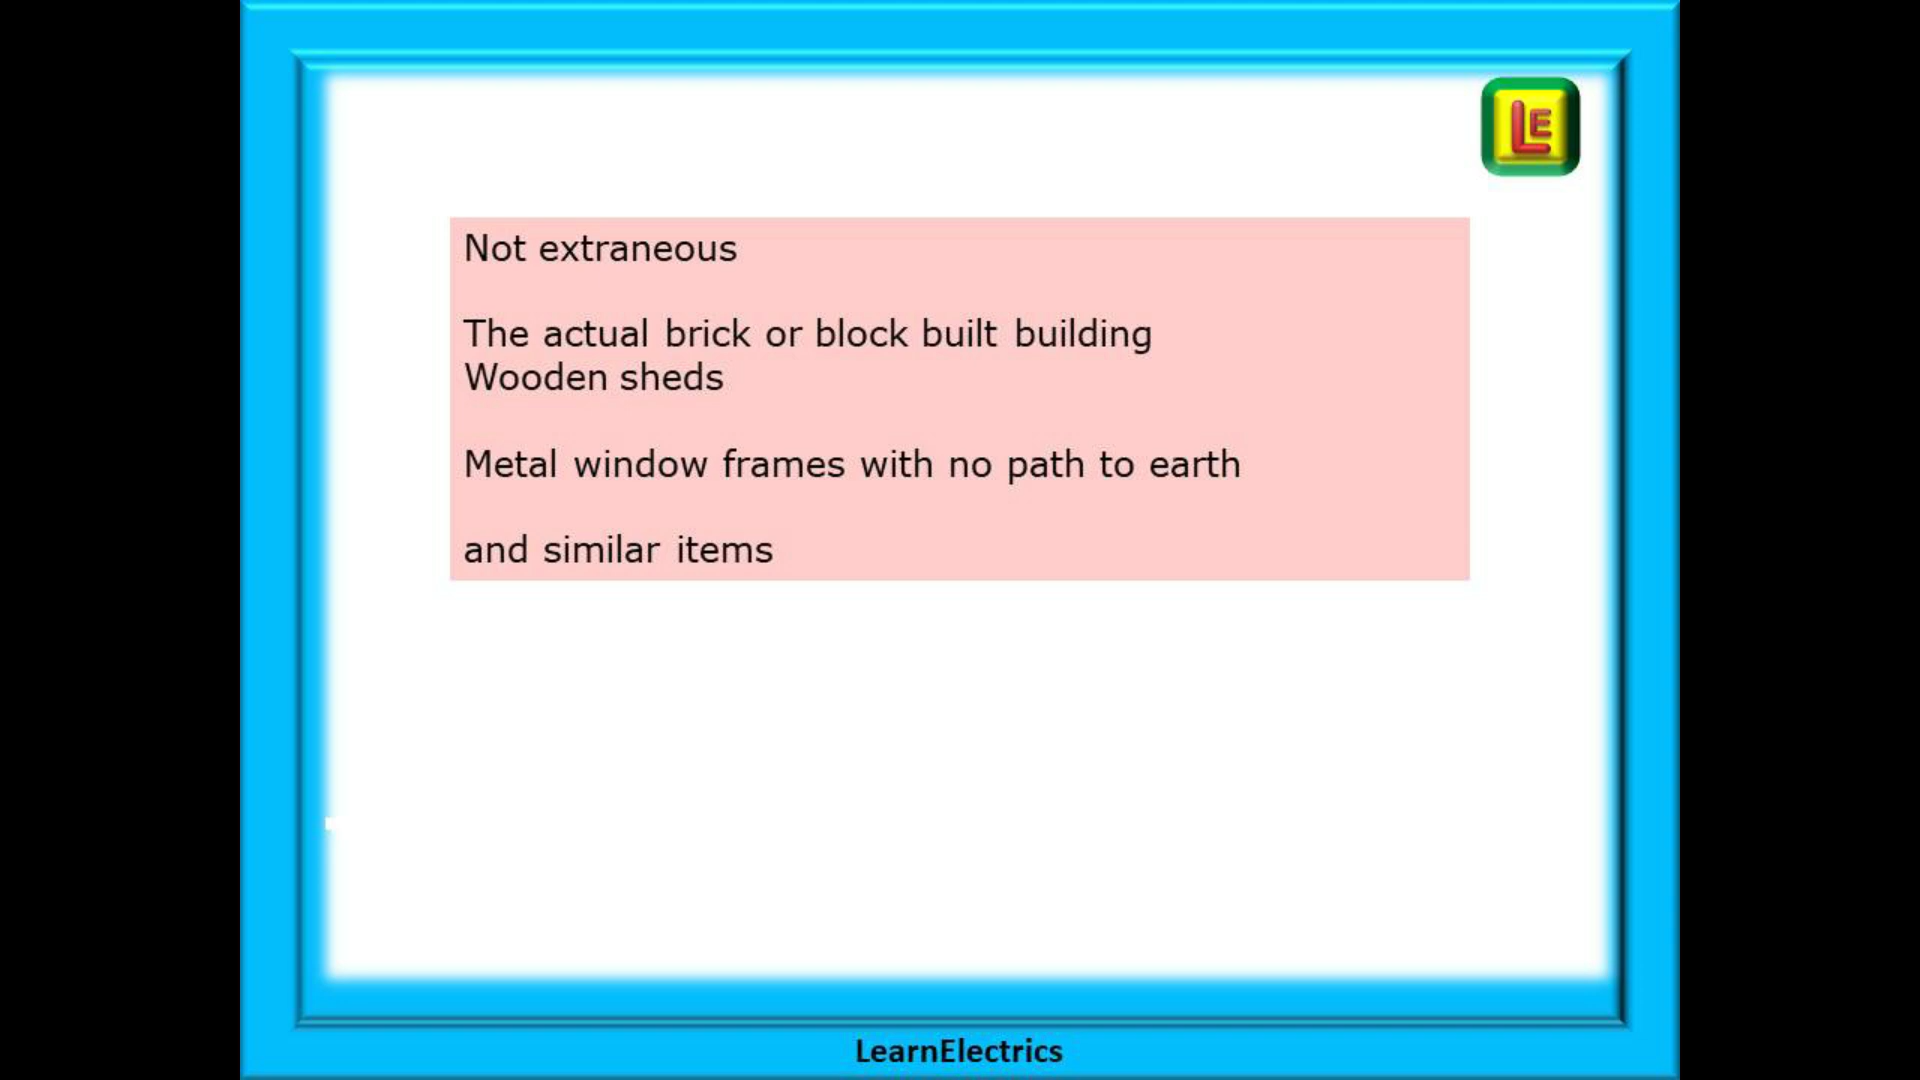 LE
Not extraneous
The actual brick or block built building
Wooden sheds
Metal window frames with no path to earth
and similar items
LearnElectrics